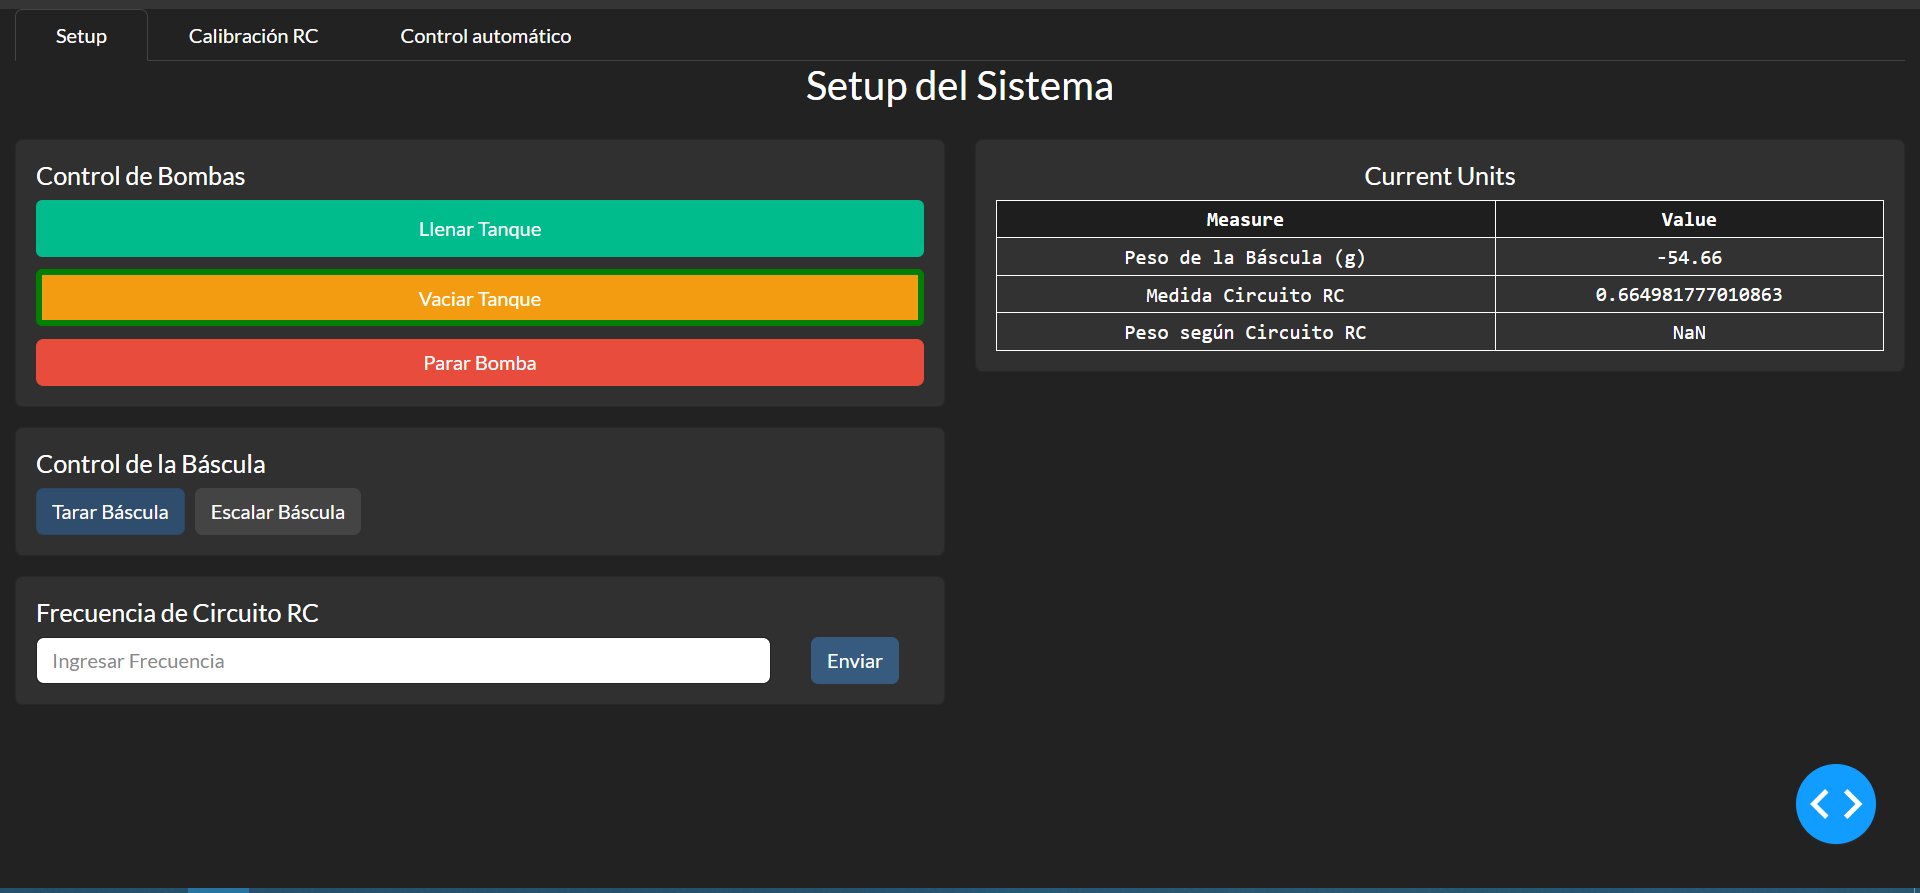 Setup Calibración RC Control automático
Setup del Sistema
Control de Bombas
Llenar Tanque
Vaciar Tanque
Parar Bomba
Control de la Báscula
Tarar Báscula Escalar Báscula
Frecuencia de Circuito RC
Ingresar Frecuencia Enviar
Current Units
Measure Value
Peso de la Báscula (g) -54.66
Medida Circuito RC 0.664981777010863
Peso según Circuito RC NaN